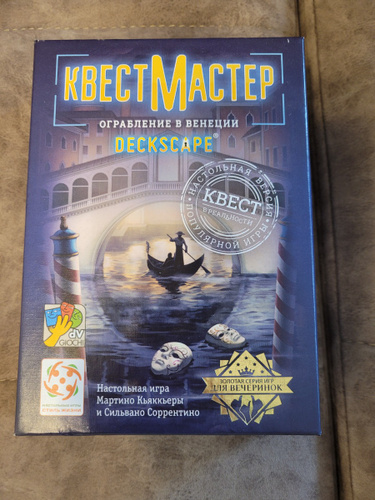 КВЕСТМАСТЕР
ОГРАБЛЕНИЕ В ВЕНЕЦИИ
DECKSCAPE®
НАСТОЛЬНАЯ ВЕРСИЯ
КВЕСТ
В РЕАЛЬНОСТИ
ПОПУЛЯРНОЙ ИГРЫ
dV
GIOCHI
Настольная игра
Мартино Кьяккьеры
и Сильвано Соррентино
ЗОЛОТАЯ СЕРИЯ ИГР
ДЛЯ ВЕЧЕРИНОК